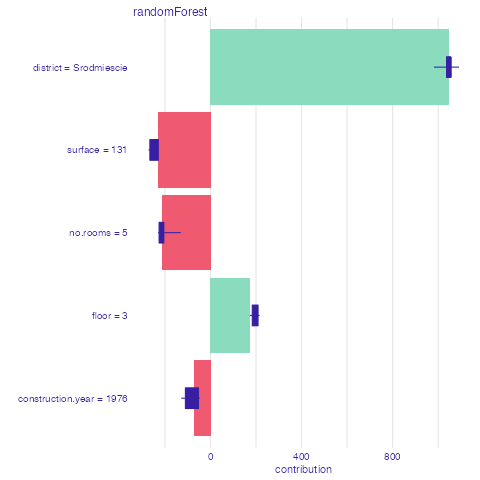 randomForest
district = Srodmiescie
surface = 131
no.rooms = 5
floor = 3
construction.year = 1976
0 400 800
contribution